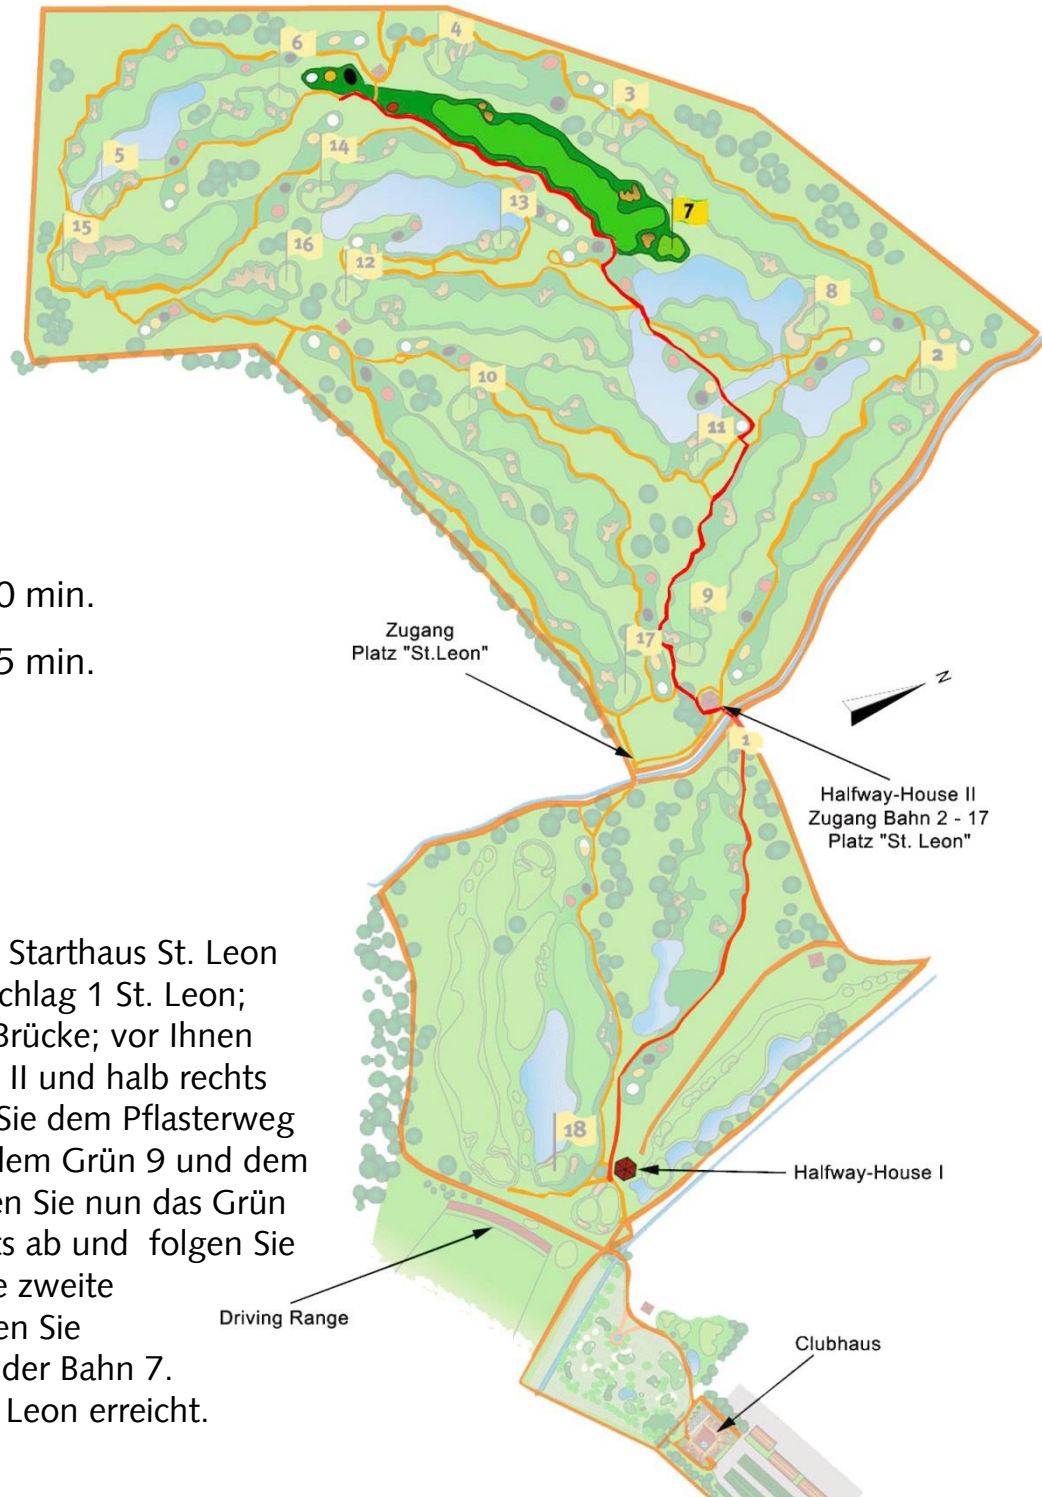 6
4
3
5
14
13
7
15
16
12
8
2
10
11
9
17
0 min.
5 min.
Zugang
Platz "St.Leon"
N
1
Halfway-House II
Zugang Bahn 2 - 17
Platz "St. Leon"
Starthaus St. Leon
chlag 1 St. Leon;
Brücke; vor Ihnen
II und halb rechts
Sie dem Pflasterweg
dem Grün 9 und dem
en Sie nun das Grün
ts ab und folgen Sie
e zweite
en Sie
der Bahn 7.
Leon erreicht.
18
Halfway-House I
Driving Range
Clubhaus